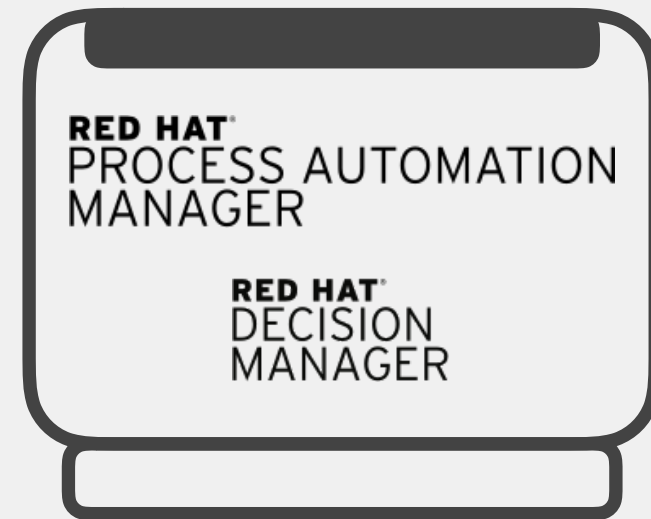 RED HAT®
PROCESS AUTOMATION
MANAGER
RED HAT®
DECISION
MANAGER